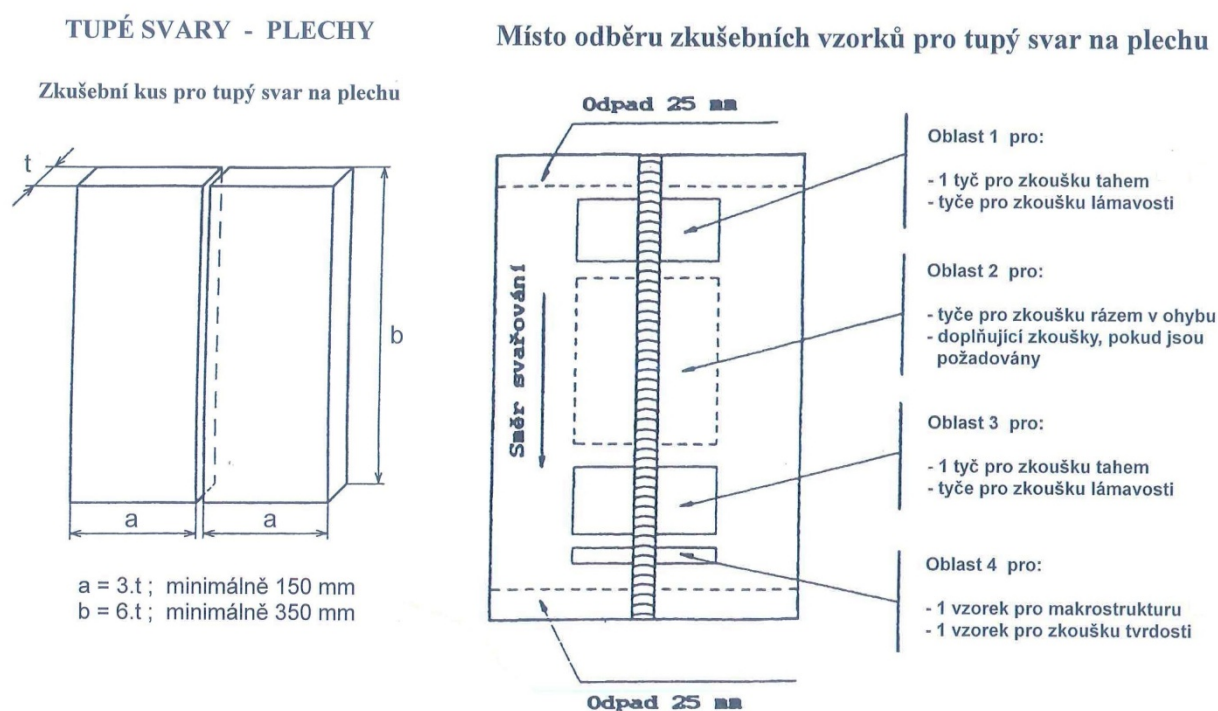 TUPÉ SVARY - PLECHY
Zkušební kus pro tupý svar na plechu
t
b
a
a
a = 3.t ; minimálně 150 mm
b = 6.t ; minimálně 350 mm
Místo odběru zkušebních vzorků pro tupý svar na plechu
Odpad 25 mm
Směr svařování
Odpad 25 mm
Oblast 1 pro:
- 1 tyč pro zkoušku tahem
- tyče pro zkoušku lámavosti
Oblast 2 pro:
- tyče pro zkoušku rázem v ohybu
- doplňující zkoušky, pokud jsou
požadovány
Oblast 3 pro:
- 1 tyč pro zkoušku tahem
- tyče pro zkoušku lámavosti
Oblast 4 pro:
- 1 vzorek pro makrostrukturu
- 1 vzorek pro zkoušku tvrdosti